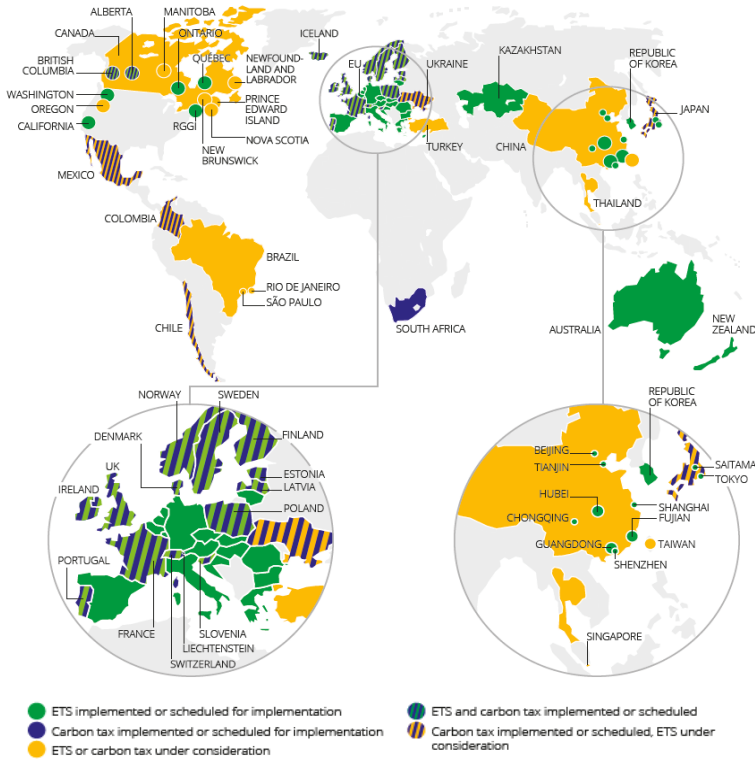 ALBERTA
MANITOBA
CANADA
ONTARIO
ICELAND
BRITISH
COLUMBIA
QUÉBEC
NEWFOUND-
LAND AND
LABRADOR
EU
UKRAINE
KAZAKHSTAN
REPUBLIC
OF KOREA
WASHINGTON
OREGON
PRINCE
EDWARD
ISLAND
JAPAN
CALIFORNIA
RGGI
NOVA SCOTIA
NEW
BRUNSWICK
TURKEY
CHINA
MEXICO
THAILAND
COLOMBIA
BRAZIL
RIO DE JANEIRO
SÃO PAULO
CHILE
SOUTH AFRICA
AUSTRALIA
NEW
ZEALAND
NORWAY
SWEDEN
DENMARK
FINLAND
UK
ESTONIA
LATVIA
IRELAND
POLAND
PORTUGAL
FRANCE
SLOVENIA
LIECHTENSTEIN
SWITZERLAND
REPUBLIC
OF KOREA
BEIJING
TIANJIN
SAITAMA
TOKYO
HUBEI
SHANGHAI
CHONGQING
FUJIAN
GUANGDONG
TAIWAN
SHENZHEN
SINGAPORE
ETS implemented or scheduled for implementation
Carbon tax implemented or scheduled for implementation
ETS or carbon tax under consideration
ETS and carbon tax implemented or scheduled
Carbon tax implemented or scheduled, ETS under
consideration